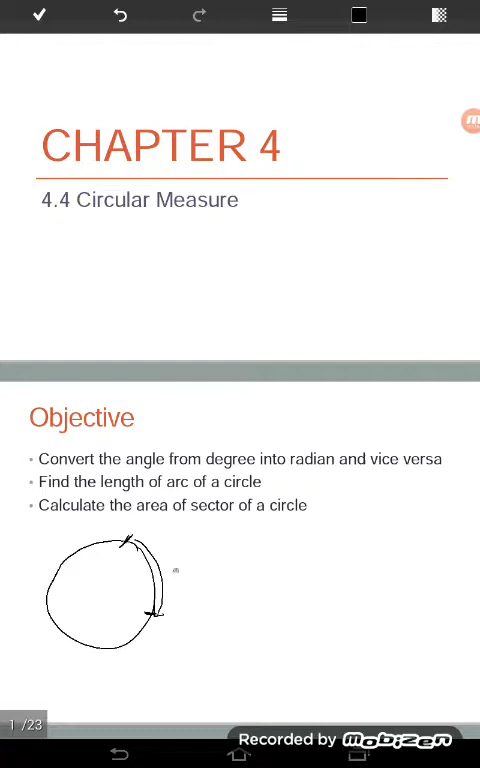 CHAPTER 4
4.4 Circular Measure
Objective
• Convert the angle from degree into radian and vice versa
• Find the length of arc of a circle
• Calculate the area of sector of a circle
1 /23
Recorded by mobizen